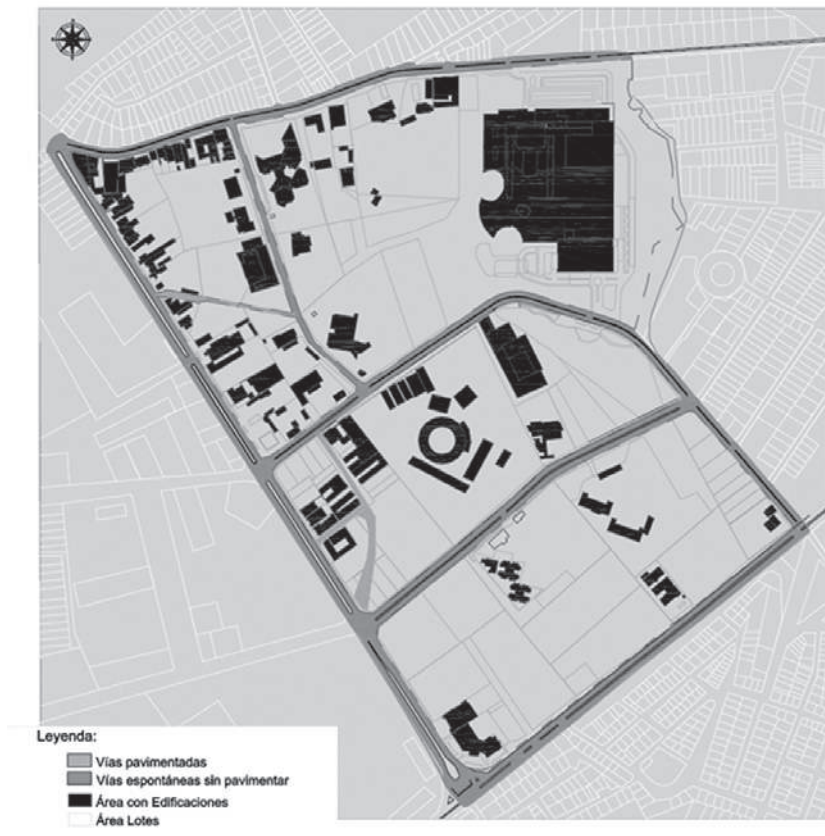 Leyenda:
Vías pavimentadas
Vías espontáneas sin pavimentar
Área con Edificaciones
Área Lotes